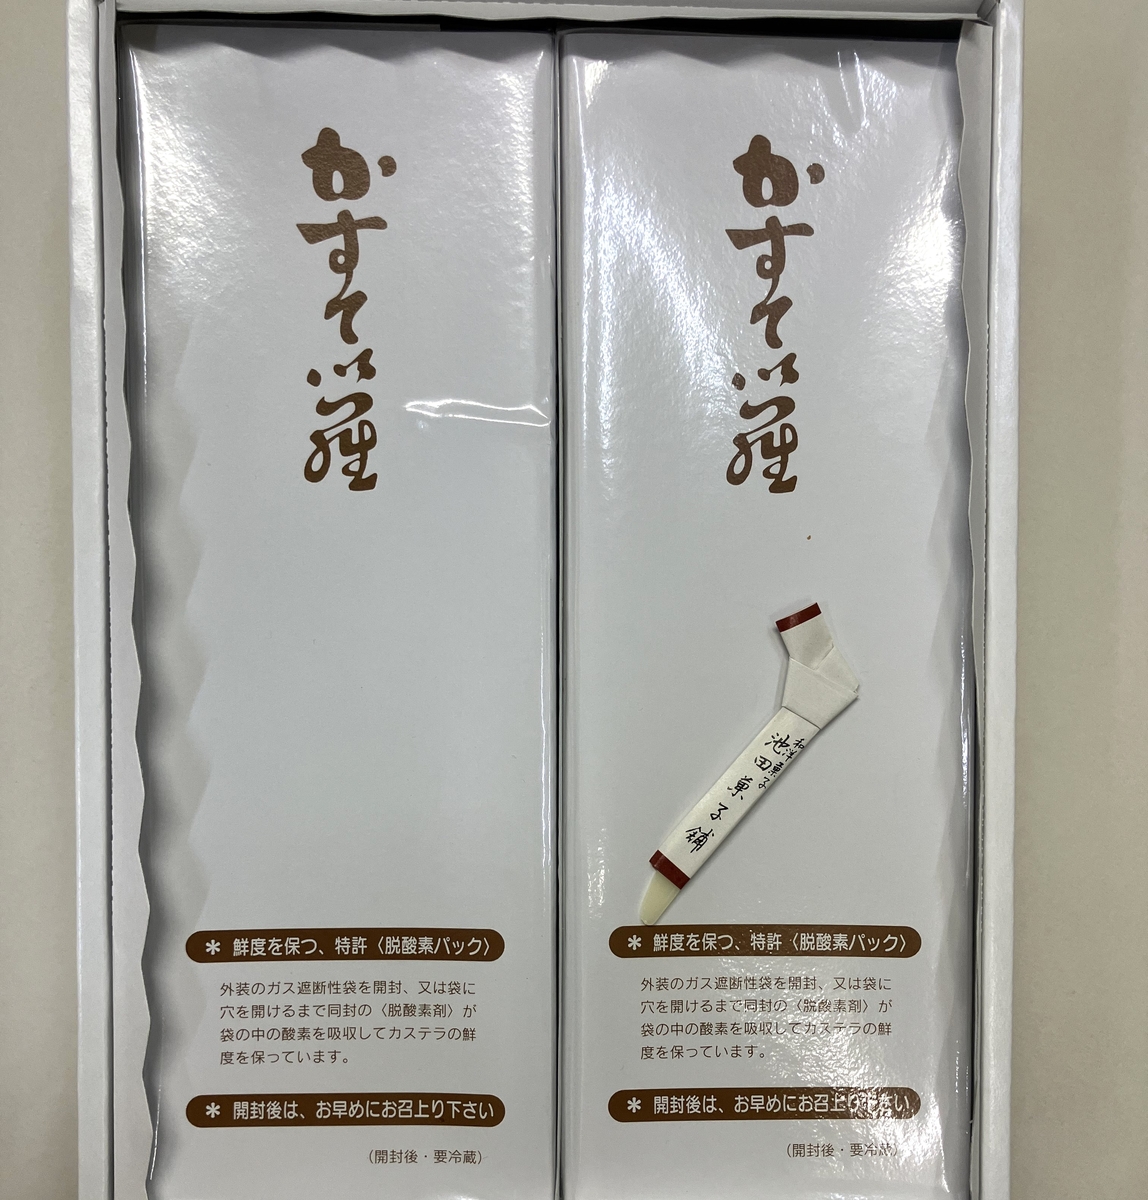 かすてい羅
＊ 鮮度を保つ、特許〈脱酸素パック〉
外装のガス遮断性袋を開封、又は袋に
穴を開けるまで同封の〈脱酸素剤〉が
袋の中の酸素を吸収してカステラの鮮
度を保っています。
＊ 開封後は、お早めにお召上り下さい
（開封後・要冷蔵）
かすてい羅
和洋菓子
池田菓子舗
＊ 鮮度を保つ、特許〈脱酸素パック〉
外装のガス遮断性袋を開封、又は袋に
穴を開けるまで同封の〈脱酸素剤〉が
袋の中の酸素を吸収してカステラの鮮
度を保っています。
＊ 開封後は、お早めにお召上り下さい
（開封後・要冷蔵）